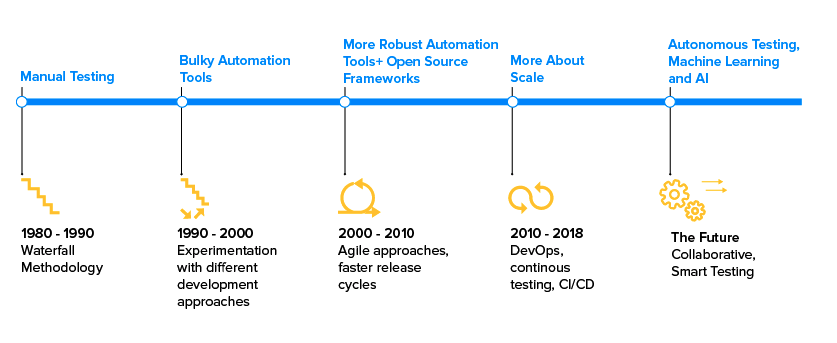 Manual Testing
Bulky Automation
Tools
More Robust Automation
Tools+ Open Source
Frameworks
More About
Scale
Autonomous Testing,
Machine Learning
and AI
1980 - 1990
Waterfall
Methodology
1990 - 2000
Experimentation
with different
development
approaches
2000 - 2010
Agile approaches,
faster release
cycles
2010 - 2018
DevOps,
continous
testing, CI/CD
The Future
Collaborative,
Smart Testing